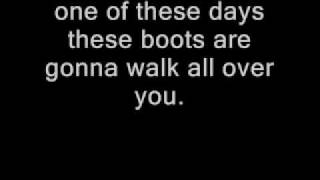 one of these days
these boots are
gonna walk all over
you.